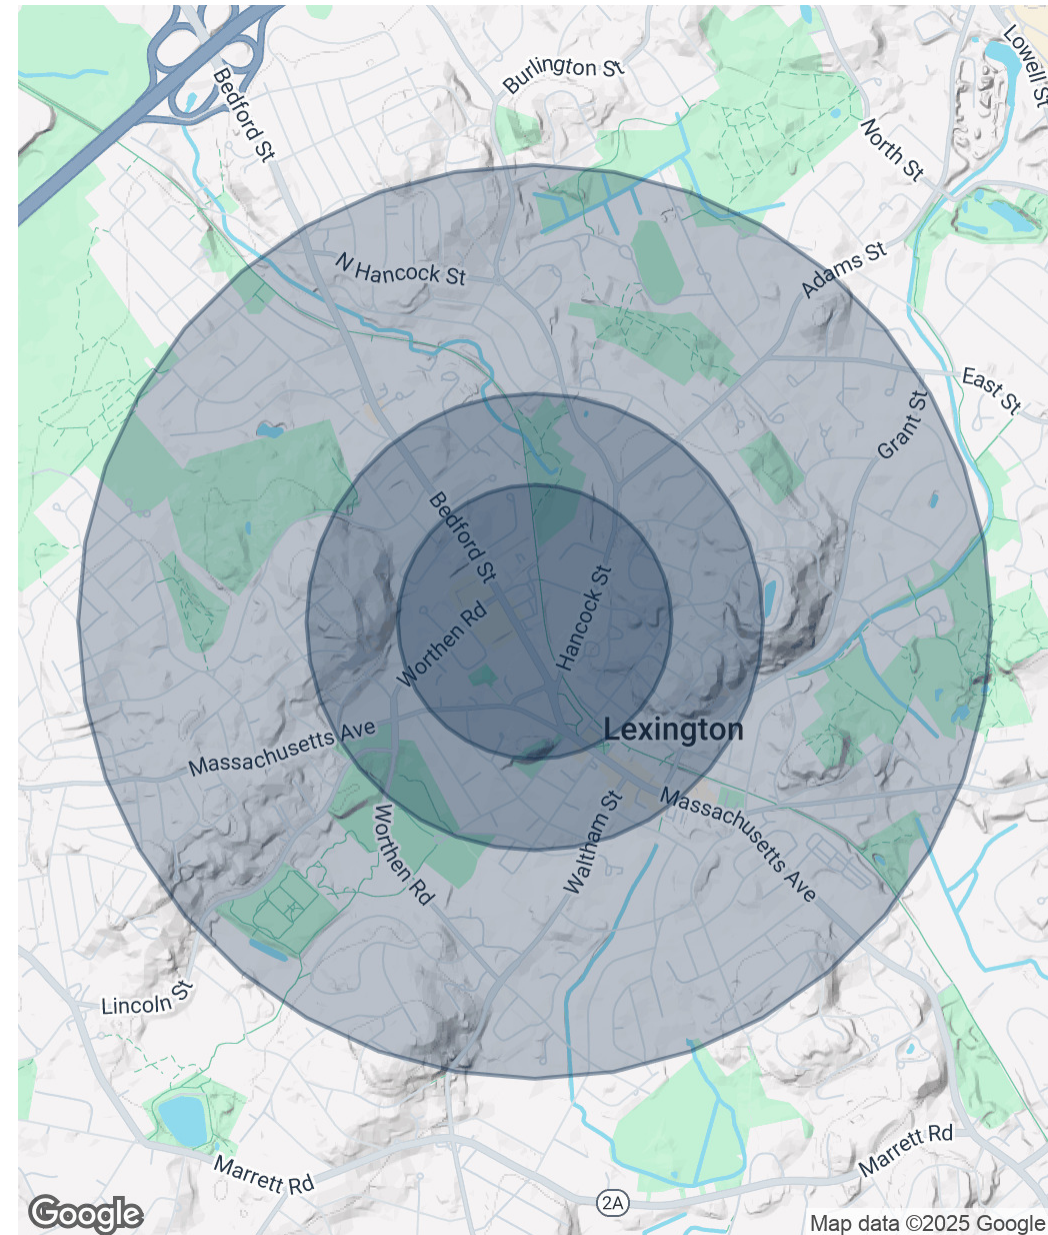 Lowell St
Burlington St
Bedford St
North St
N Hancock St
Adams St
East St
Grant St
Bedford St
Hancock St
Worthen Rd
Lexington
Massachusetts Ave
Massachusetts Ave
Waltham St
Worthen Rd
Lincoln St
Marrett Rd
Marrett Rd
2A
Google
Map data ©2025 Google